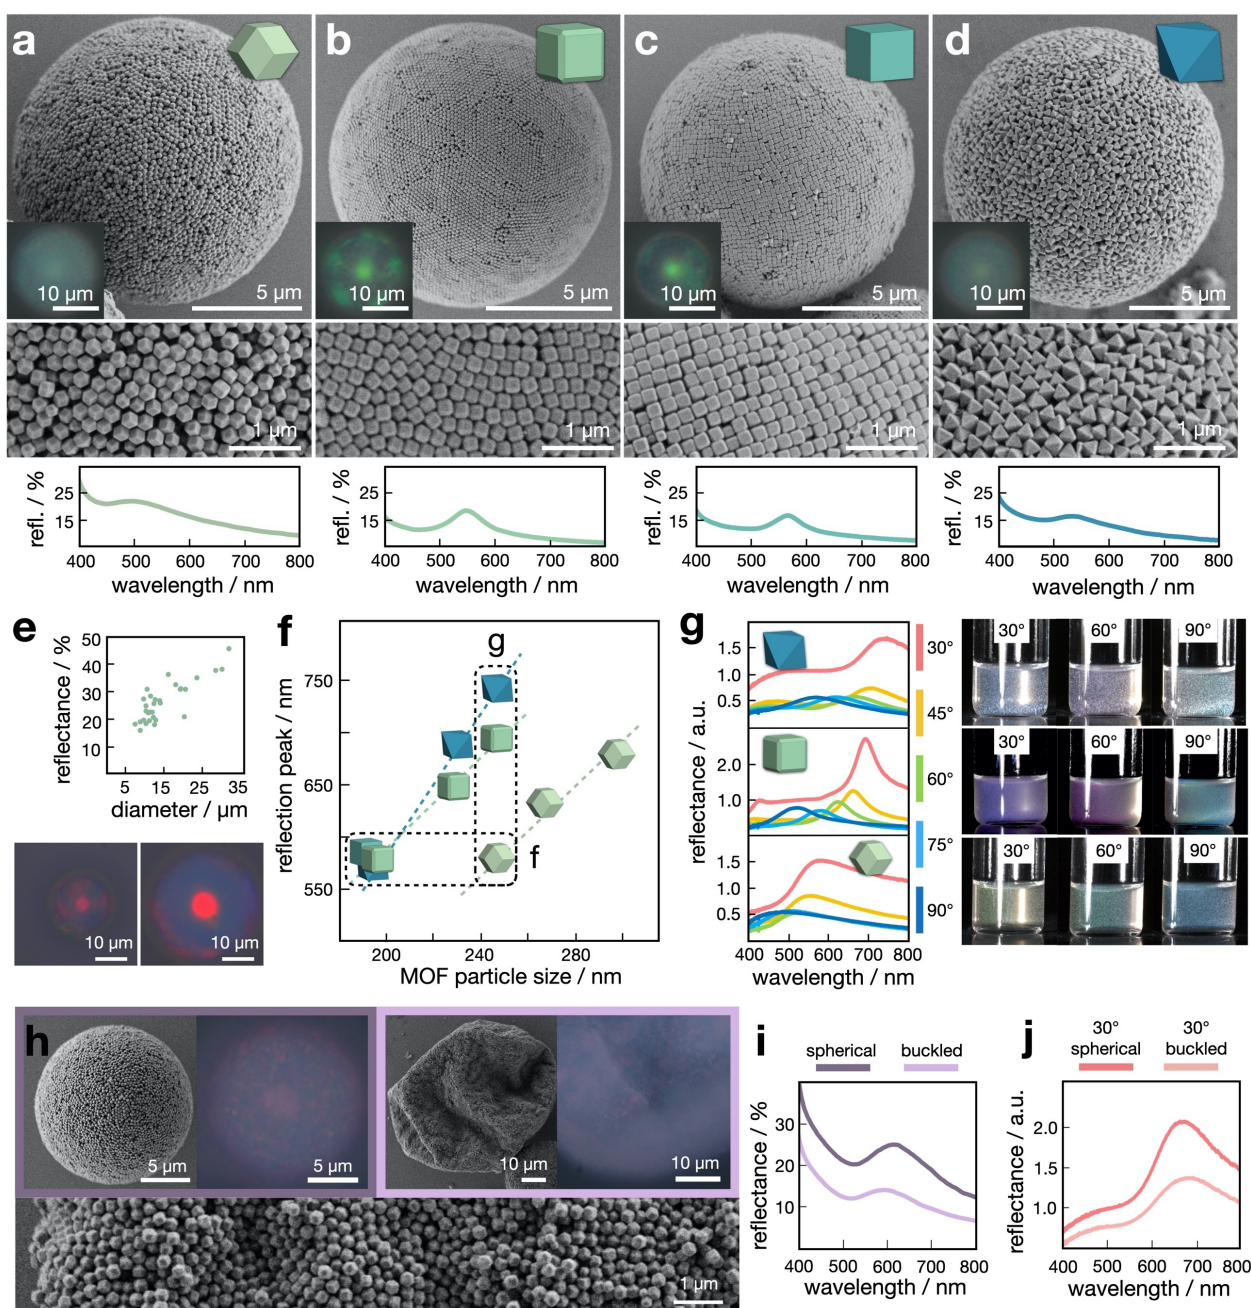 a
b
c
d
10 µm
5 µm
10 µm
5 µm
10 µm
5 µm
10 µm
5 µm
1 µm
1 µm
1 µm
1 µm
refl. / %
25
15
400 500 600 700 800
wavelength / nm
refl. / %
25
15
400 500 600 700 800
wavelength / nm
refl. / %
25
15
400 500 600 700 800
wavelength / nm
refl. / %
25
15
400 500 600 700 800
wavelength / nm
e
reflectance / %
50
40
30
20
10
5 15 25 35
diameter / µm
10 µm
10 µm
f
reflection peak / nm
750
650
550
g
f
200 240 280
MOF particle size / nm
g
reflectance / a.u.
1.5
1.0
0.5
2.0
1.0
1.5
1.0
0.5
400 500 600 700 800
wavelength / nm
30°
45°
60°
75°
90°
30° 60° 90°
30° 60° 90°
30° 60° 90°
h
5 µm
5 µm
10 µm
10 µm
1 µm
i
spherical buckled
reflectance / %
30
20
10
400 500 600 700 800
wavelength / nm
j
30° 30°
spherical buckled
reflectance / a.u.
2.0
1.5
1.0
400 500 600 700 800
wavelength / nm